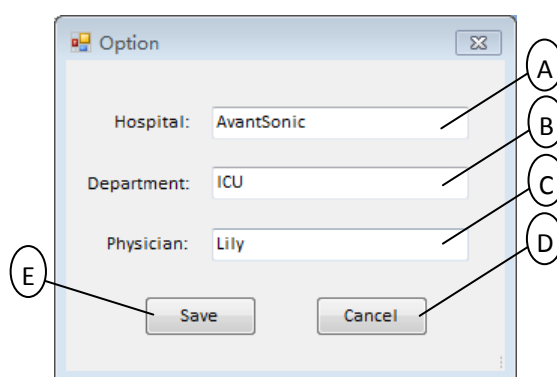 Option
A
Hospital: AvantSonic
B
Department: ICU
C
Physician: Lily
D
E
Save Cancel